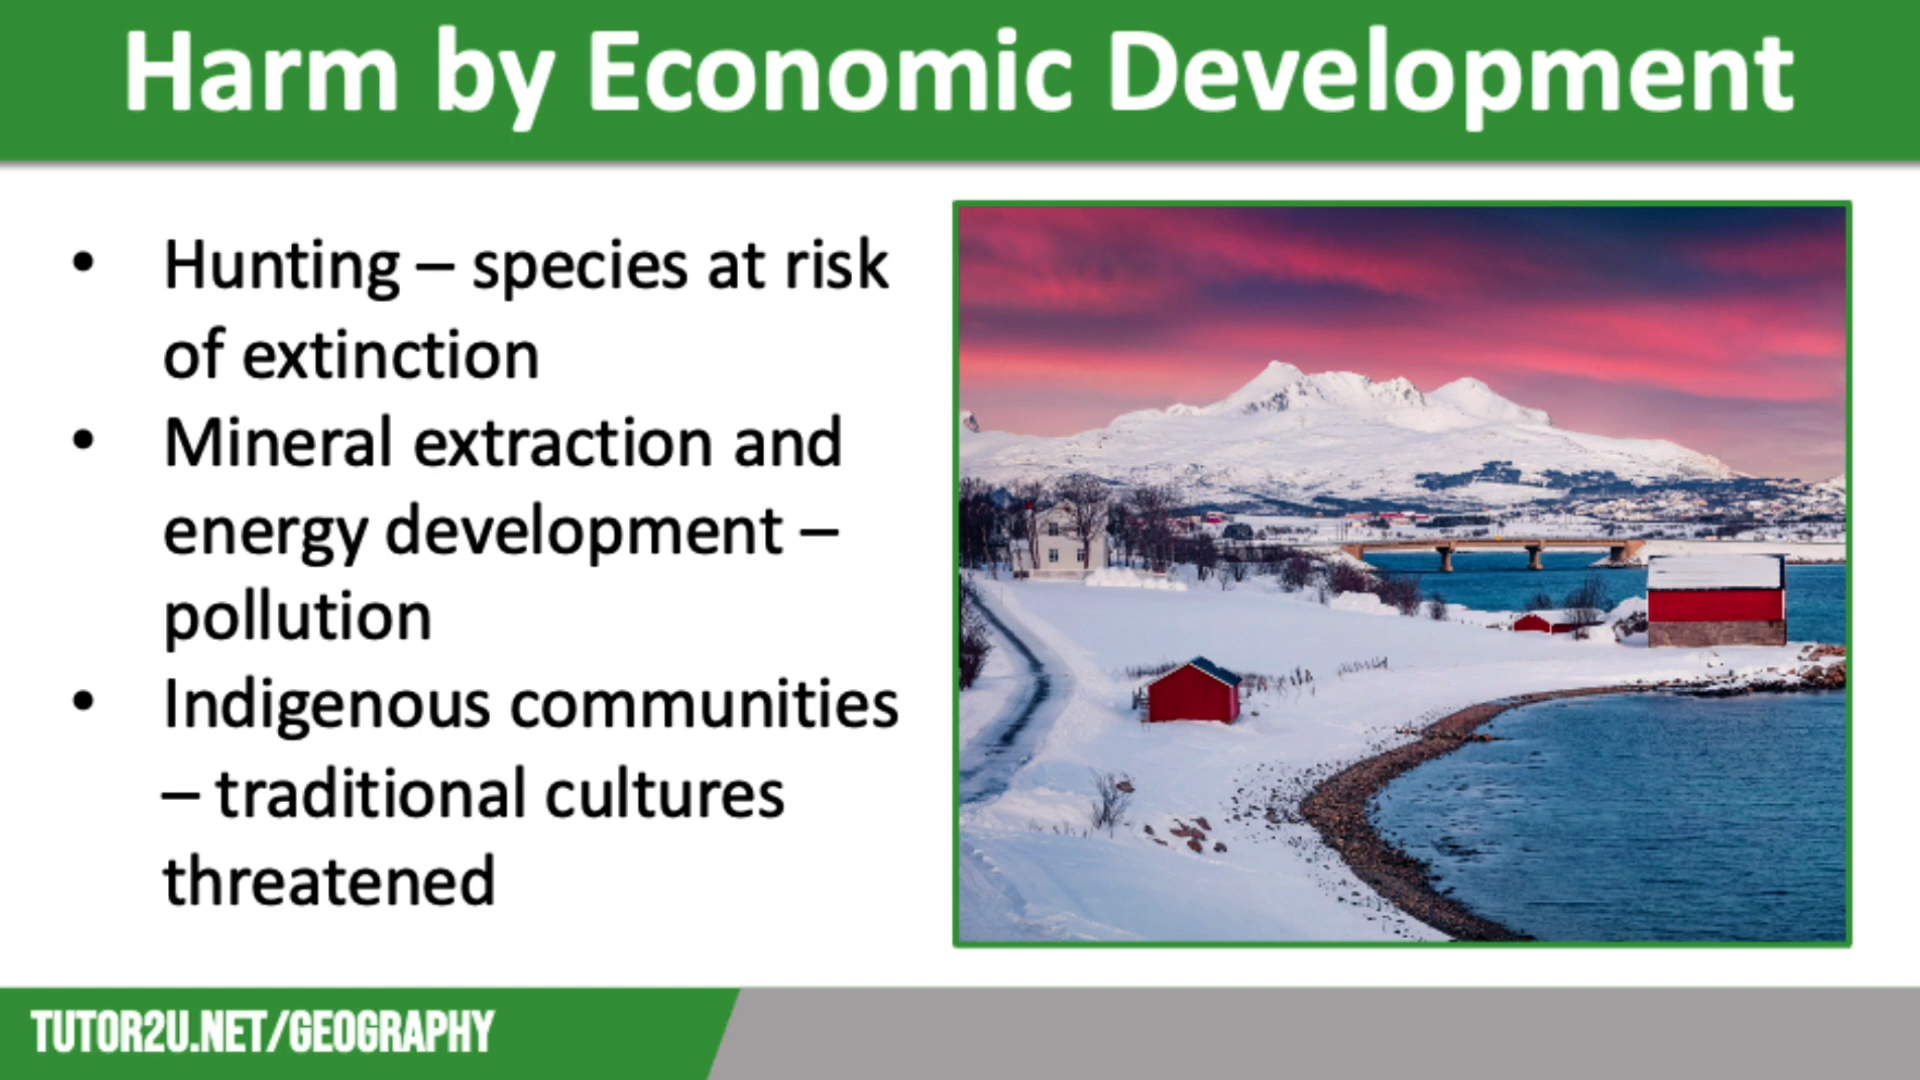 Harm by Economic Development
• Hunting – species at risk
of extinction
• Mineral extraction and
energy development –
pollution
• Indigenous communities
– traditional cultures
threatened
TUTOR2U.NET/GEOGRAPHY